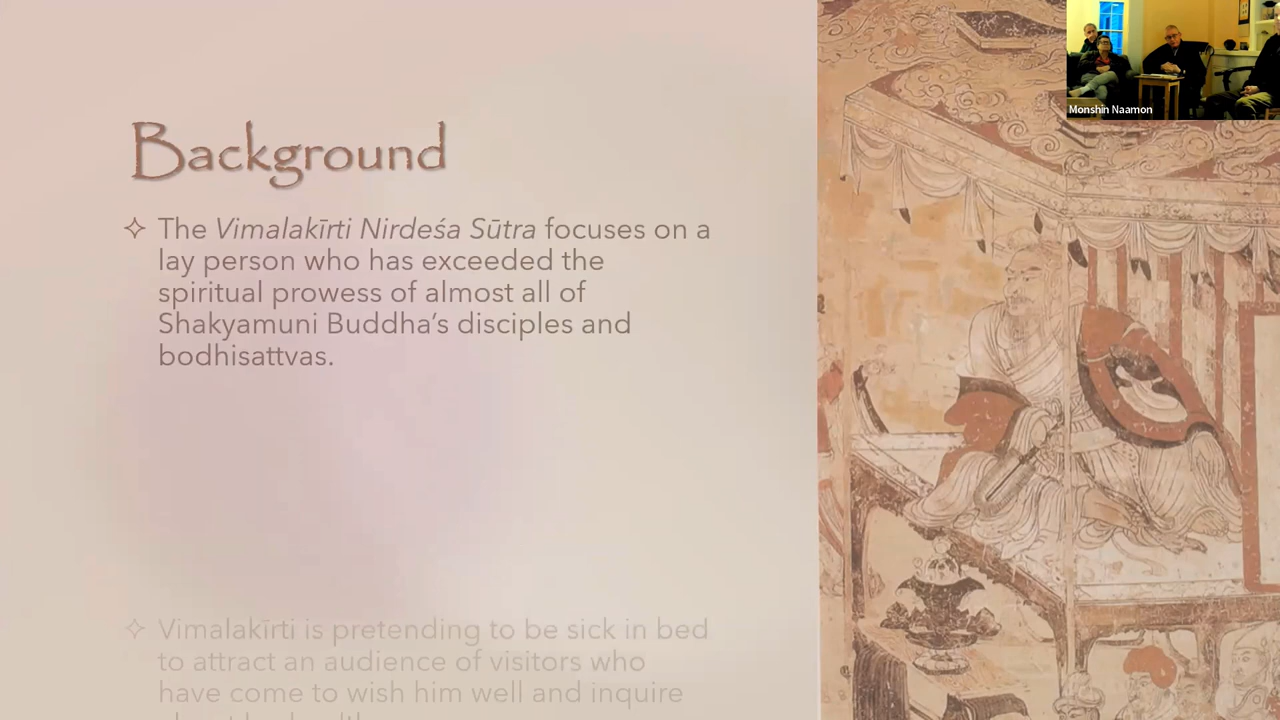 Background
The Vimalakīrti Nirdeśa Sūtra focuses on a
lay person who has exceeded the
spiritual prowess of almost all of
Shakyamuni Buddha’s disciples and
bodhisattvas.
Vimalakīrti is pretending to be sick in bed
to attract an audience of visitors who
have come to wish him well and inquire
Monshin Naamon